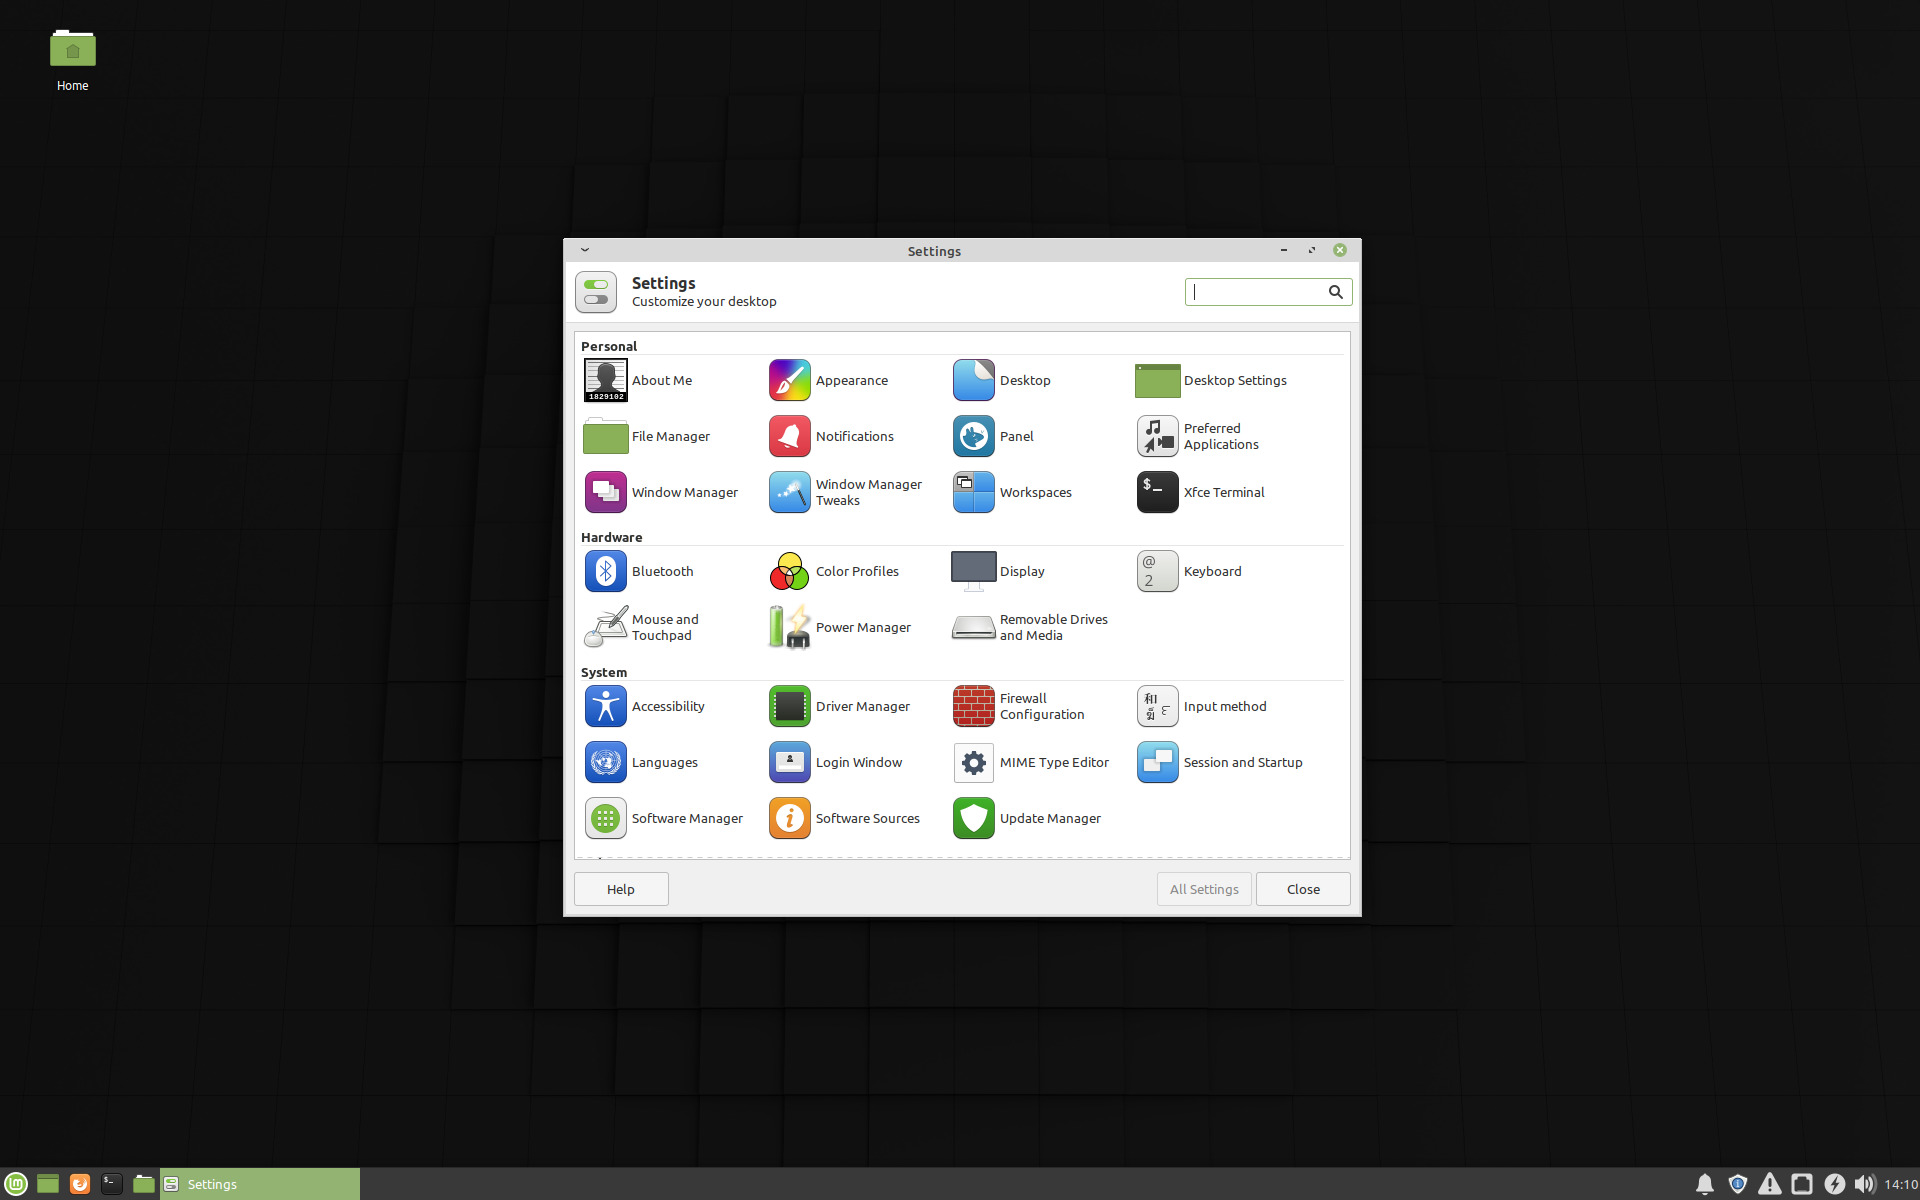 Home
Settings
Settings
Customize your desktop
Personal
1829102
About Me
Appearance
Desktop
Desktop Settings
File Manager
Notifications
Panel
Preferred
Applications
Window Manager
Window Manager
Tweaks
Workspaces
$_
Xfce Terminal
Hardware
Bluetooth
Color Profiles
Display
@
2
Keyboard
Mouse and
Touchpad
Power Manager
Removable Drives
and Media
System
Accessibility
Driver Manager
Firewall
Configuration
Input method
Languages
Login Window
MIME Type Editor
Session and Startup
Software Manager
Software Sources
Update Manager
Help
All Settings
Close
Settings
14:10